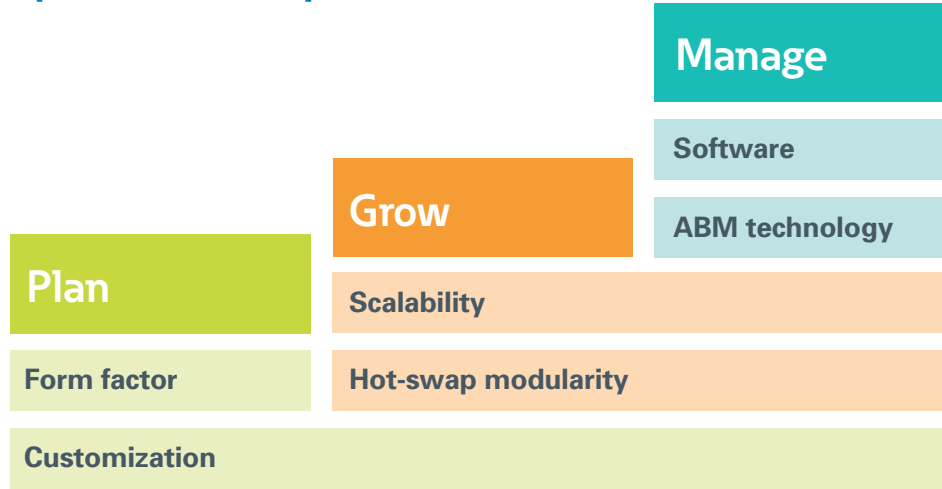 Manage
Software
ABM technology
Grow
Scalability
Hot-swap modularity
Plan
Form factor
Customization